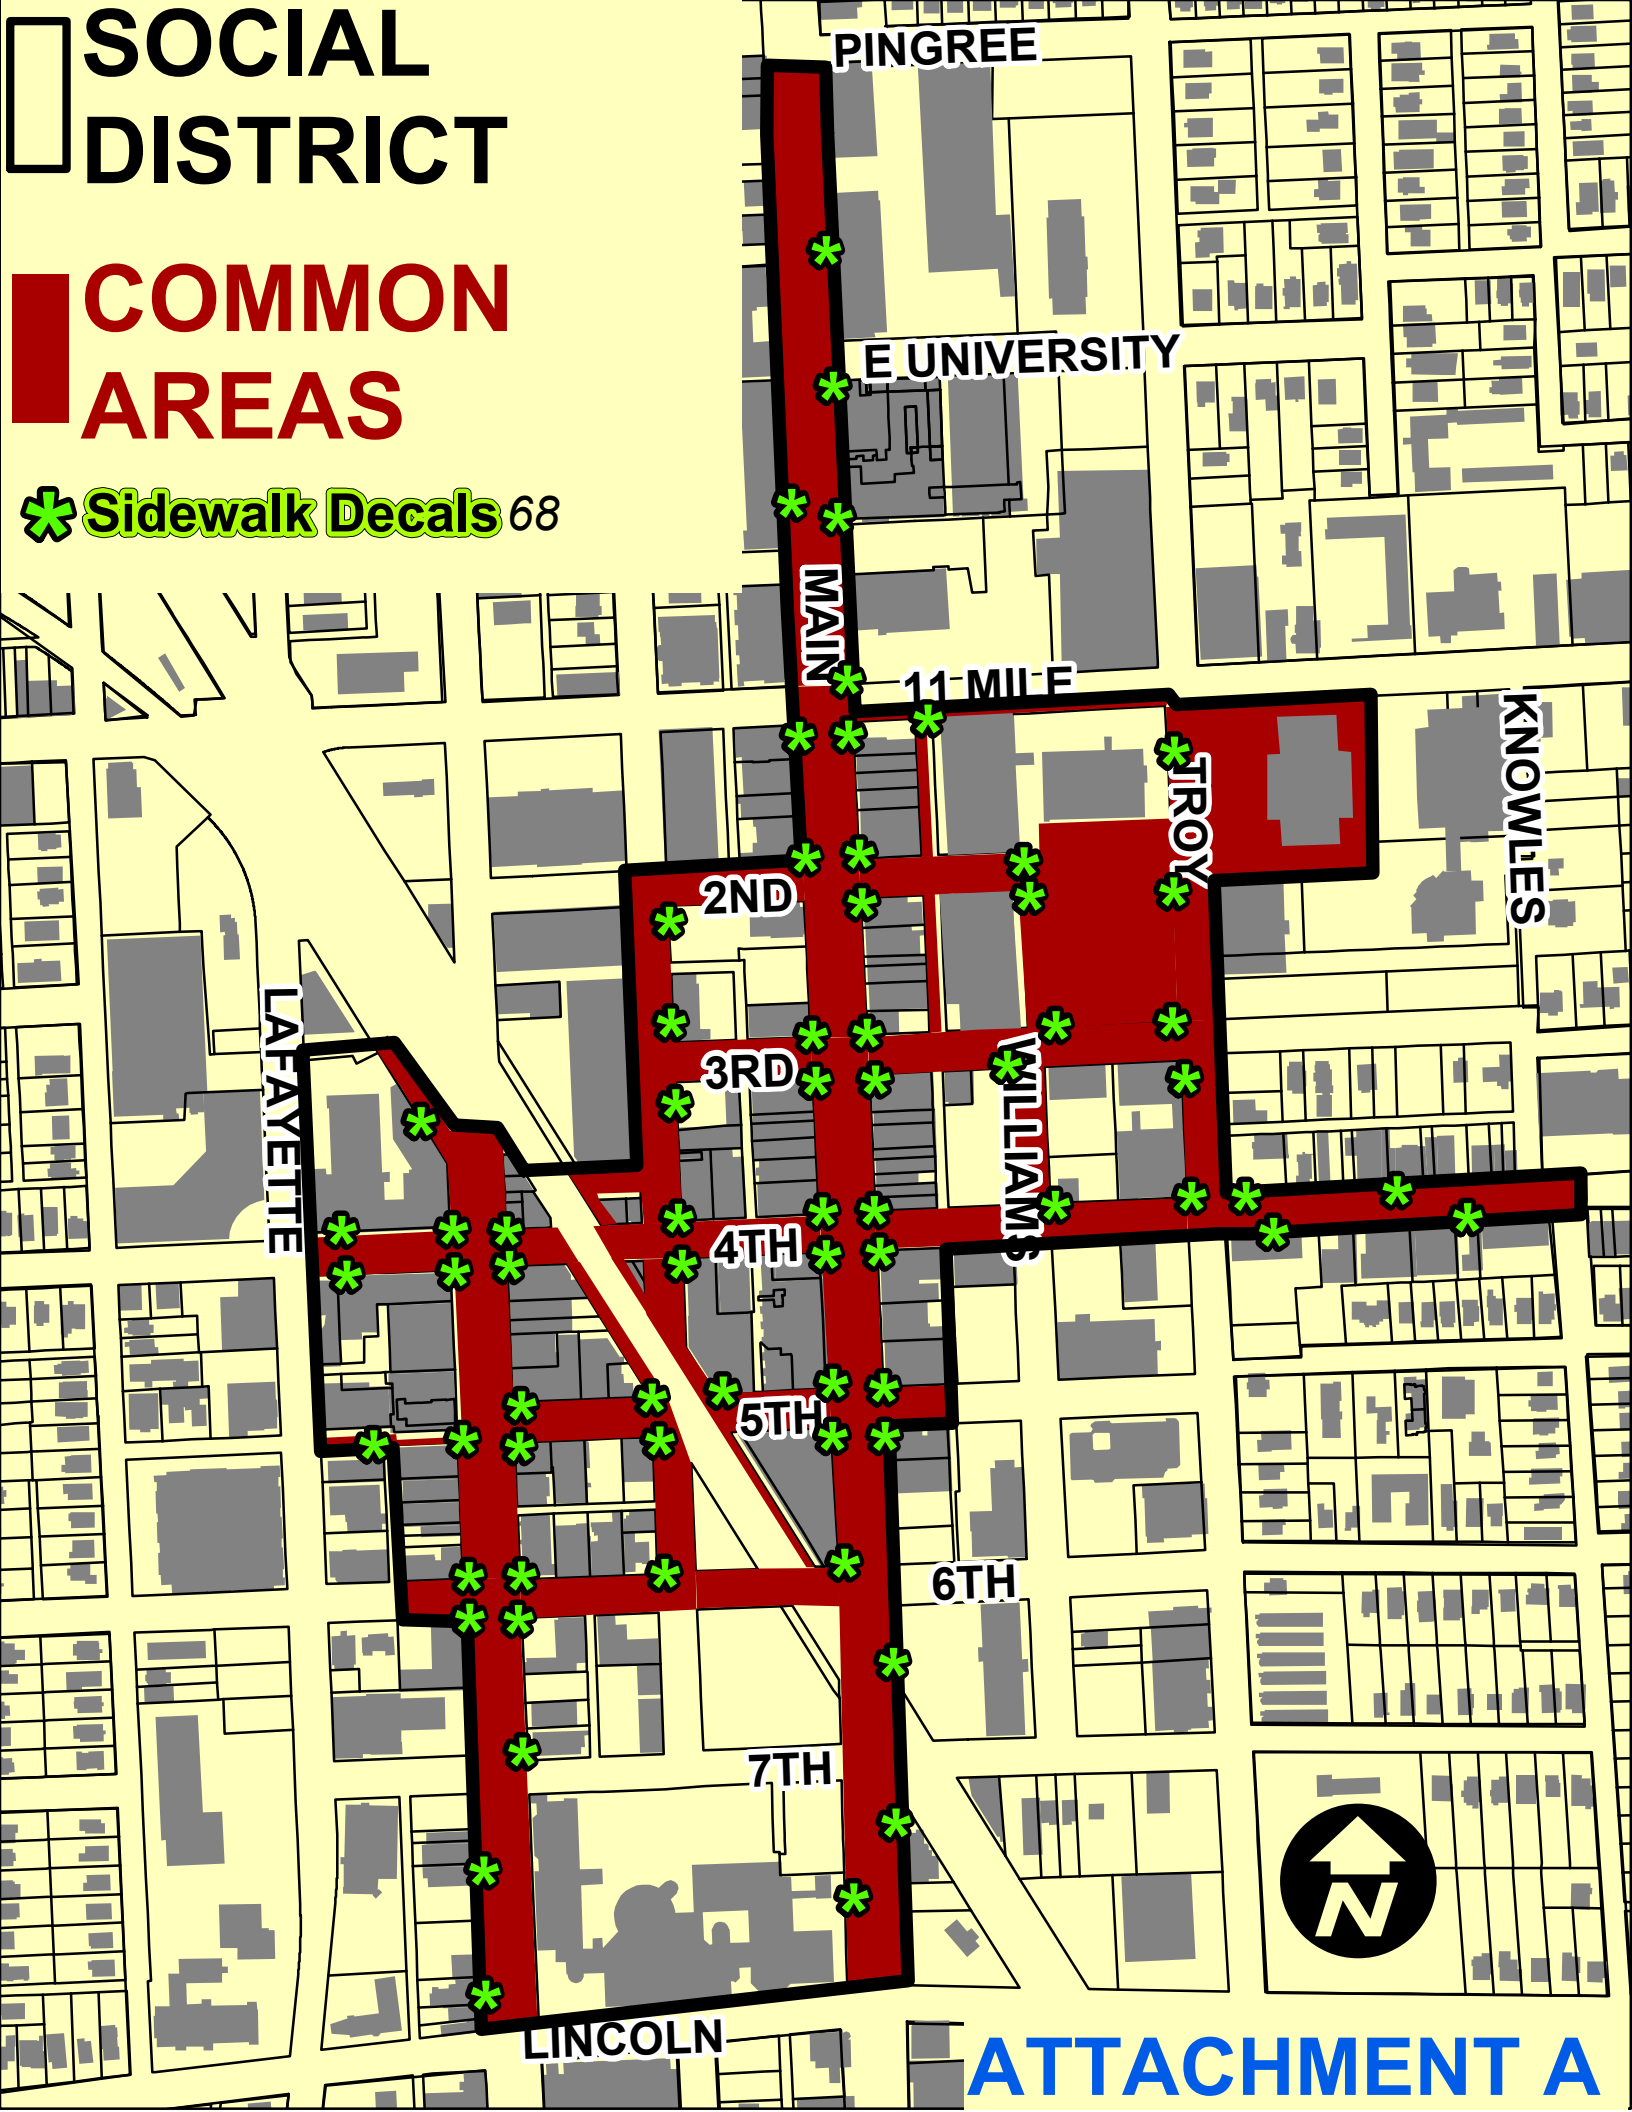 SOCIAL
DISTRICT
COMMON
AREAS
Sidewalk Decals 68
PINGREE
E UNIVERSITY
MAIN
11 MILE
KNOWLES
TROY
2ND
LAFAYETTE
3RD
WILLIAMS
4TH
5TH
6TH
7TH
N
LINCOLN
ATTACHMENT A